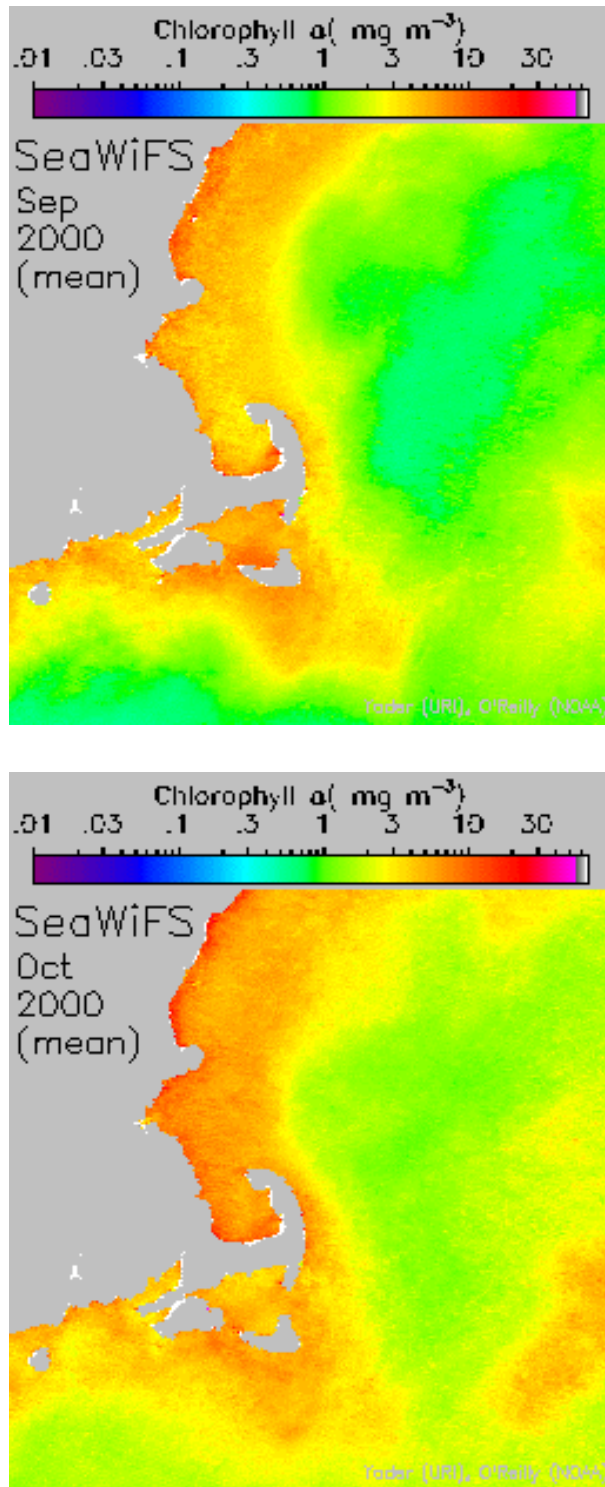 Chlorophyll a( mg m⁻³)
.01 .03 .1 .3 1 3 10 30
SeaWiFS
Sep
2000
(mean)
Yoder (URI), O'Reilly (NOAA)
Chlorophyll a( mg m⁻³)
.01 .03 .1 .3 1 3 10 30
SeaWiFS
Oct
2000
(mean)
Yoder (URI), O'Reilly (NOAA)